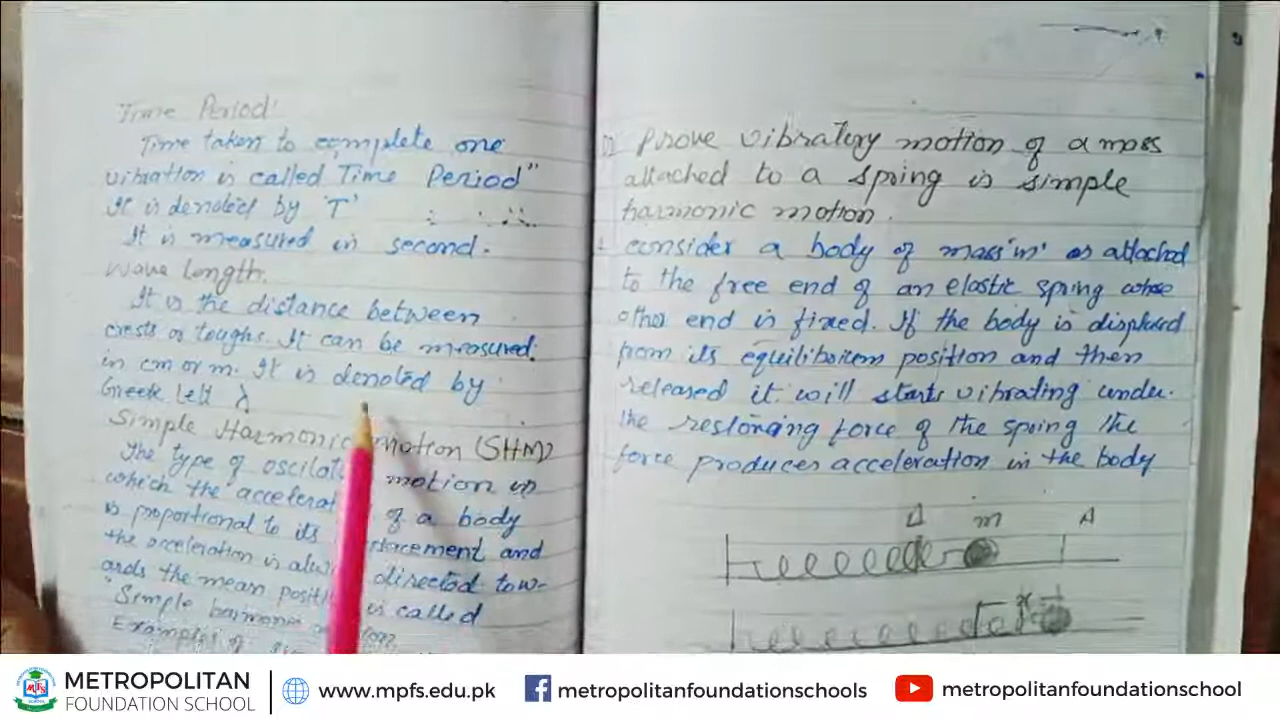 Time Period
Time taken to complete one
vibration is called Time Period"
It is denoted by 'T'
It is measured in second.
wave length.
It is the distance between
crests or toughs. It can be measured
in cm or m. It is denoted by
Greek Lett λ
Simple Harmonic motion (SHM)
The type of oscilat motion in
which the accelerat of a body
is proportional to its placement and
the acceleration is alw directed tow-
ards the mean positi is called
Simple harmonic
Examples of
Prove vibratery motion of a mass
attached to a spring is simple
harmonic motion.
consider a body of mass 'm' as attached
to the free end of an elastic spring whose
other end is fixed. If the body is displaced
from its equiliboium position and then
released it will starts vibrating under.
the restoring force of the spring the
force produces acceleration in the body
m A
x
METROPOLITAN
FOUNDATION SCHOOL
www.mpfs.edu.pk
metropolitanfoundationschools
metropolitanfoundationschool